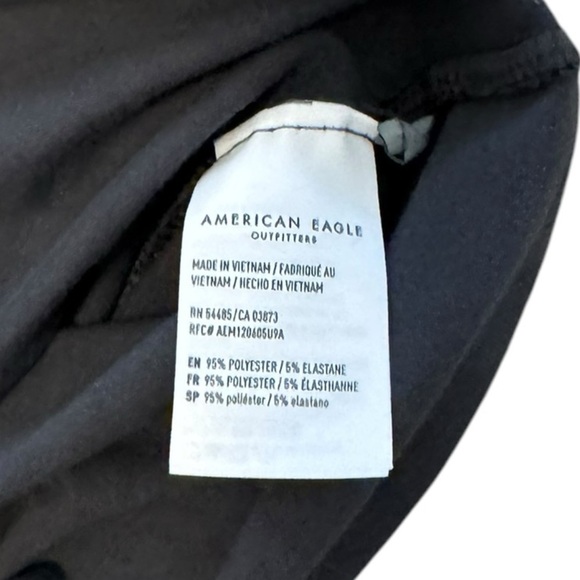 AMERICAN EAGLE
OUTFITTERS
MADE IN VIETNAM / FABRIQUÉ AU
VIETNAM / HECHO EN VIETNAM
RN 54485/CA 03873
RFC# AEM120605U9A
EN 95% POLYESTER / 5% ELASTANE
FR 95% POLYESTER / 5% ÉLASTHANNE
SP 95% poliéster / 5% elastano